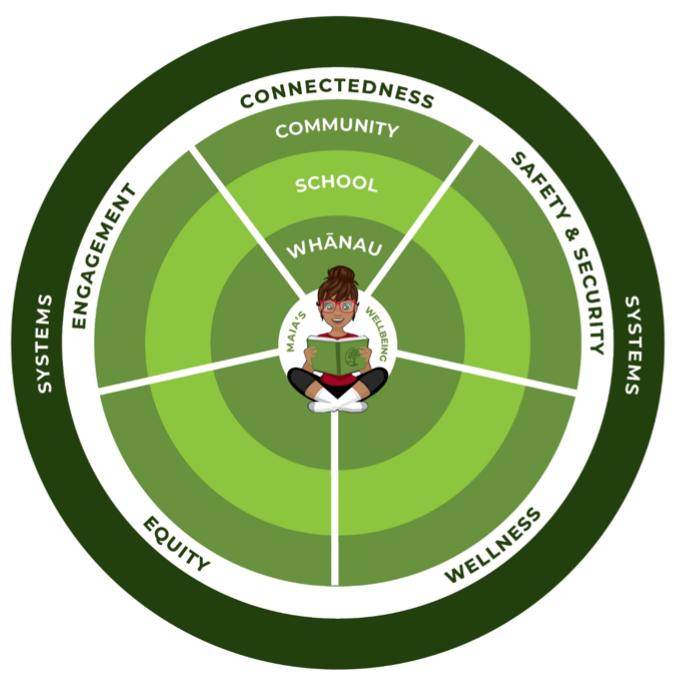 CONNECTEDNESS
COMMUNITY
SCHOOL
WHĀNAU
ENGAGEMENT
SAFETY & SECURITY
SYSTEMS
MAIA'S
WELLBEING
SYSTEMS
EQUITY
WELLNESS